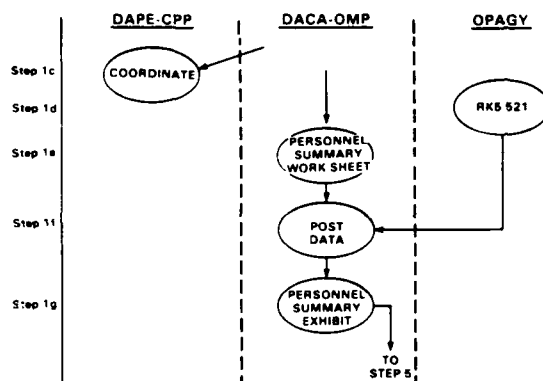 DAPE-CPP DACA-OMP OPAGY
Step 1c
COORDINATE
Step 1d
RKS 521
Step 1e
PERSONNEL
SUMMARY
WORK SHEET
Step 1f
POST
DATA
Step 1g
PERSONNEL
SUMMARY
EXHIBIT
TO
STEP 5